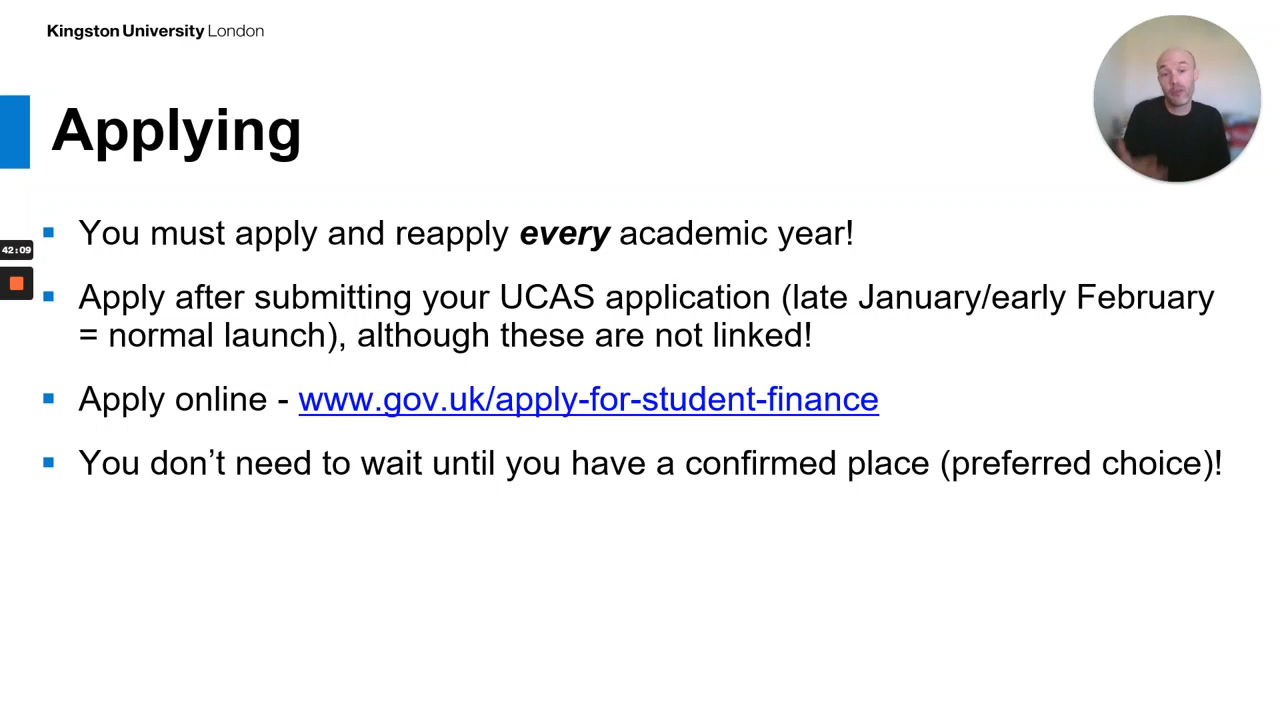 Kingston University London
Applying
You must apply and reapply every academic year!
42:09
Apply after submitting your UCAS application (late January/early February
= normal launch), although these are not linked!
Apply online - www.gov.uk/apply-for-student-finance
You don’t need to wait until you have a confirmed place (preferred choice)!